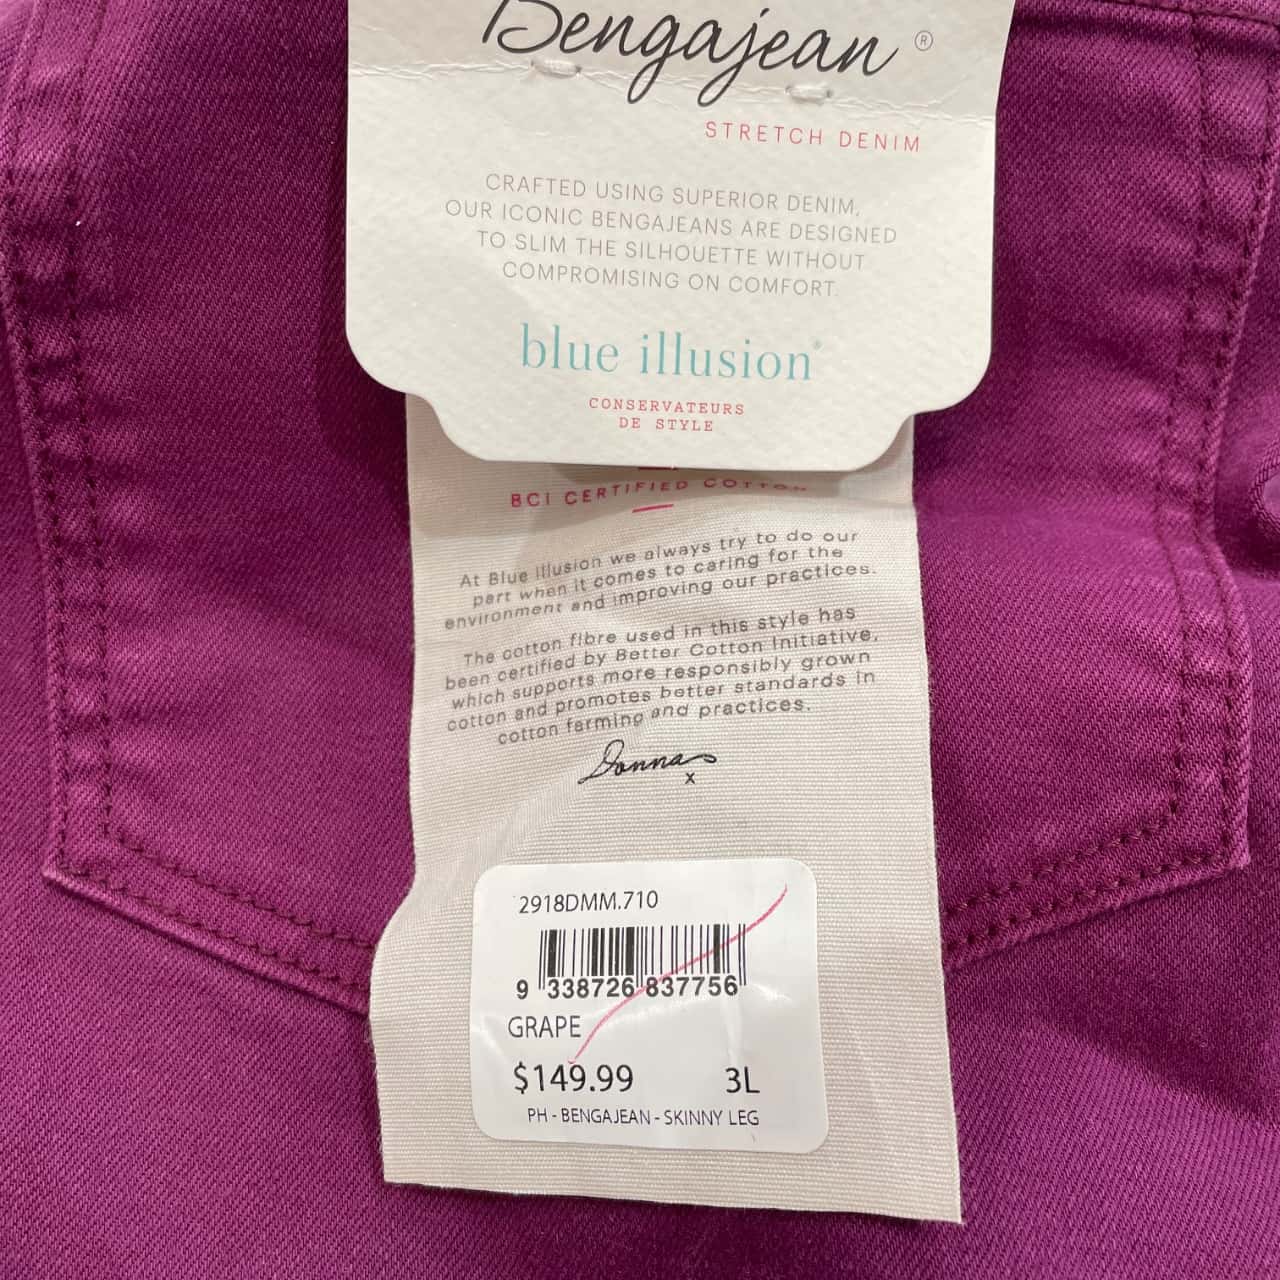 Bengajean ®
STRETCH DENIM
CRAFTED USING SUPERIOR DENIM,
OUR ICONIC BENGAJEANS ARE DESIGNED
TO SLIM THE SILHOUETTE WITHOUT
COMPROMISING ON COMFORT.
blue illusion®
CONSERVATEURS
DE STYLE
BCI CERTIFIED COTTON
At Blue Illusion we always try to do our
part when it comes to caring for the
environment and improving our practices.
The cotton fibre used in this style has
been certified by Better Cotton Initiative,
which supports more responsibly grown
cotton and promotes better standards in
cotton farming and practices.
Donna
x
2918DMM.710
9 338726 837756
GRAPE
$149.99 3L
PH - BENGAJEAN - SKINNY LEG